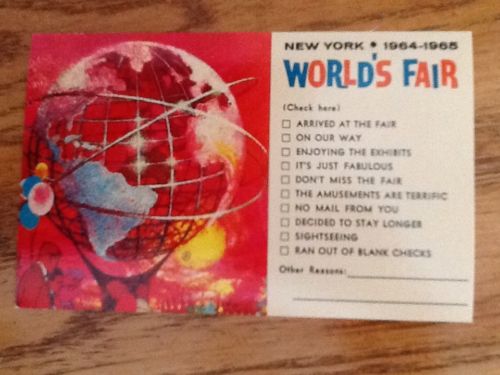 NEW YORK • 1964-1965
WORLD'S FAIR
(Check here)
☐ ARRIVED AT THE FAIR
☐ ON OUR WAY
☐ ENJOYING THE EXHIBITS
☐ IT'S JUST FABULOUS
☐ DON'T MISS THE FAIR
☐ THE AMUSEMENTS ARE TERRIFIC
☐ NO MAIL FROM YOU
☐ DECIDED TO STAY LONGER
☐ SIGHTSEEING
☐ RAN OUT OF BLANK CHECKS
Other Reasons: